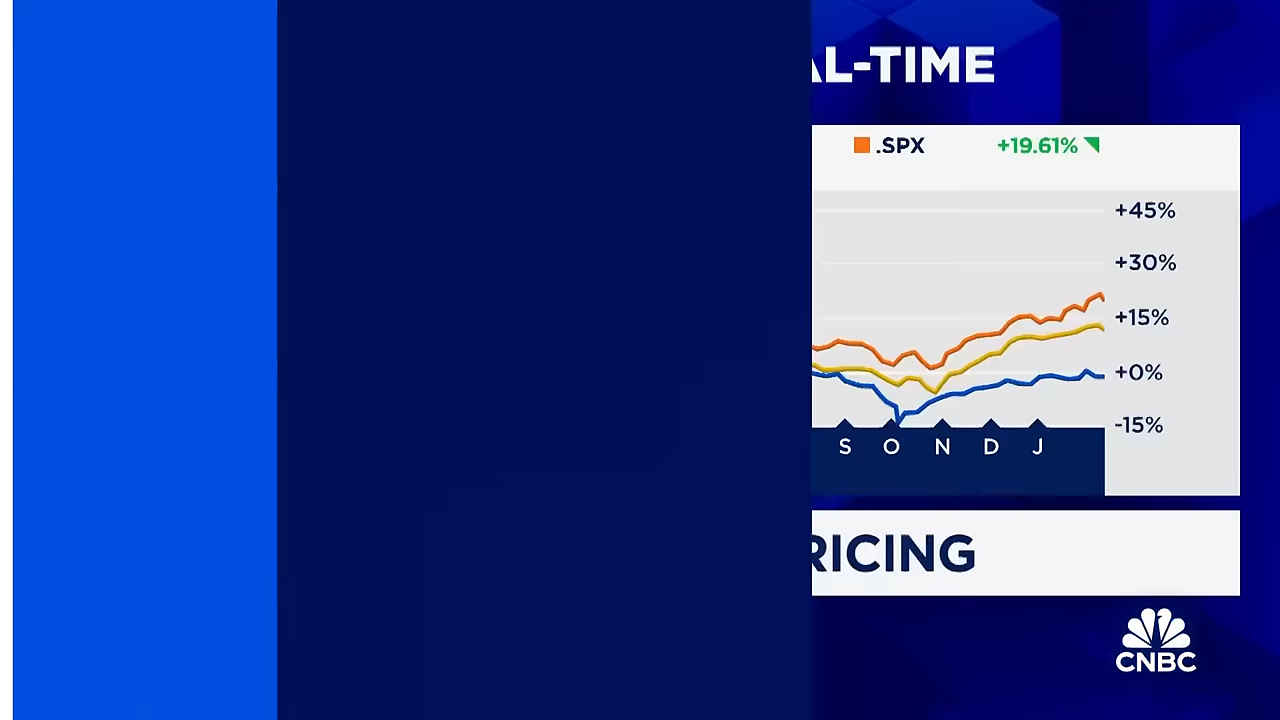 AL-TIME
.SPX +19.61%
+45%
+30%
+15%
+0%
-15%
S O N D J
RICING
CNBC